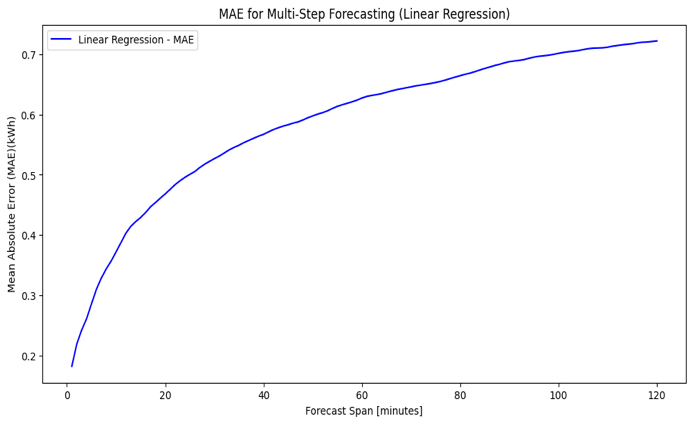 MAE for Multi-Step Forecasting (Linear Regression)
Linear Regression - MAE
Mean Absolute Error (MAE)(kWh)
0.7
0.6
0.5
0.4
0.3
0.2
0 20 40 60 80 100 120
Forecast Span [minutes]